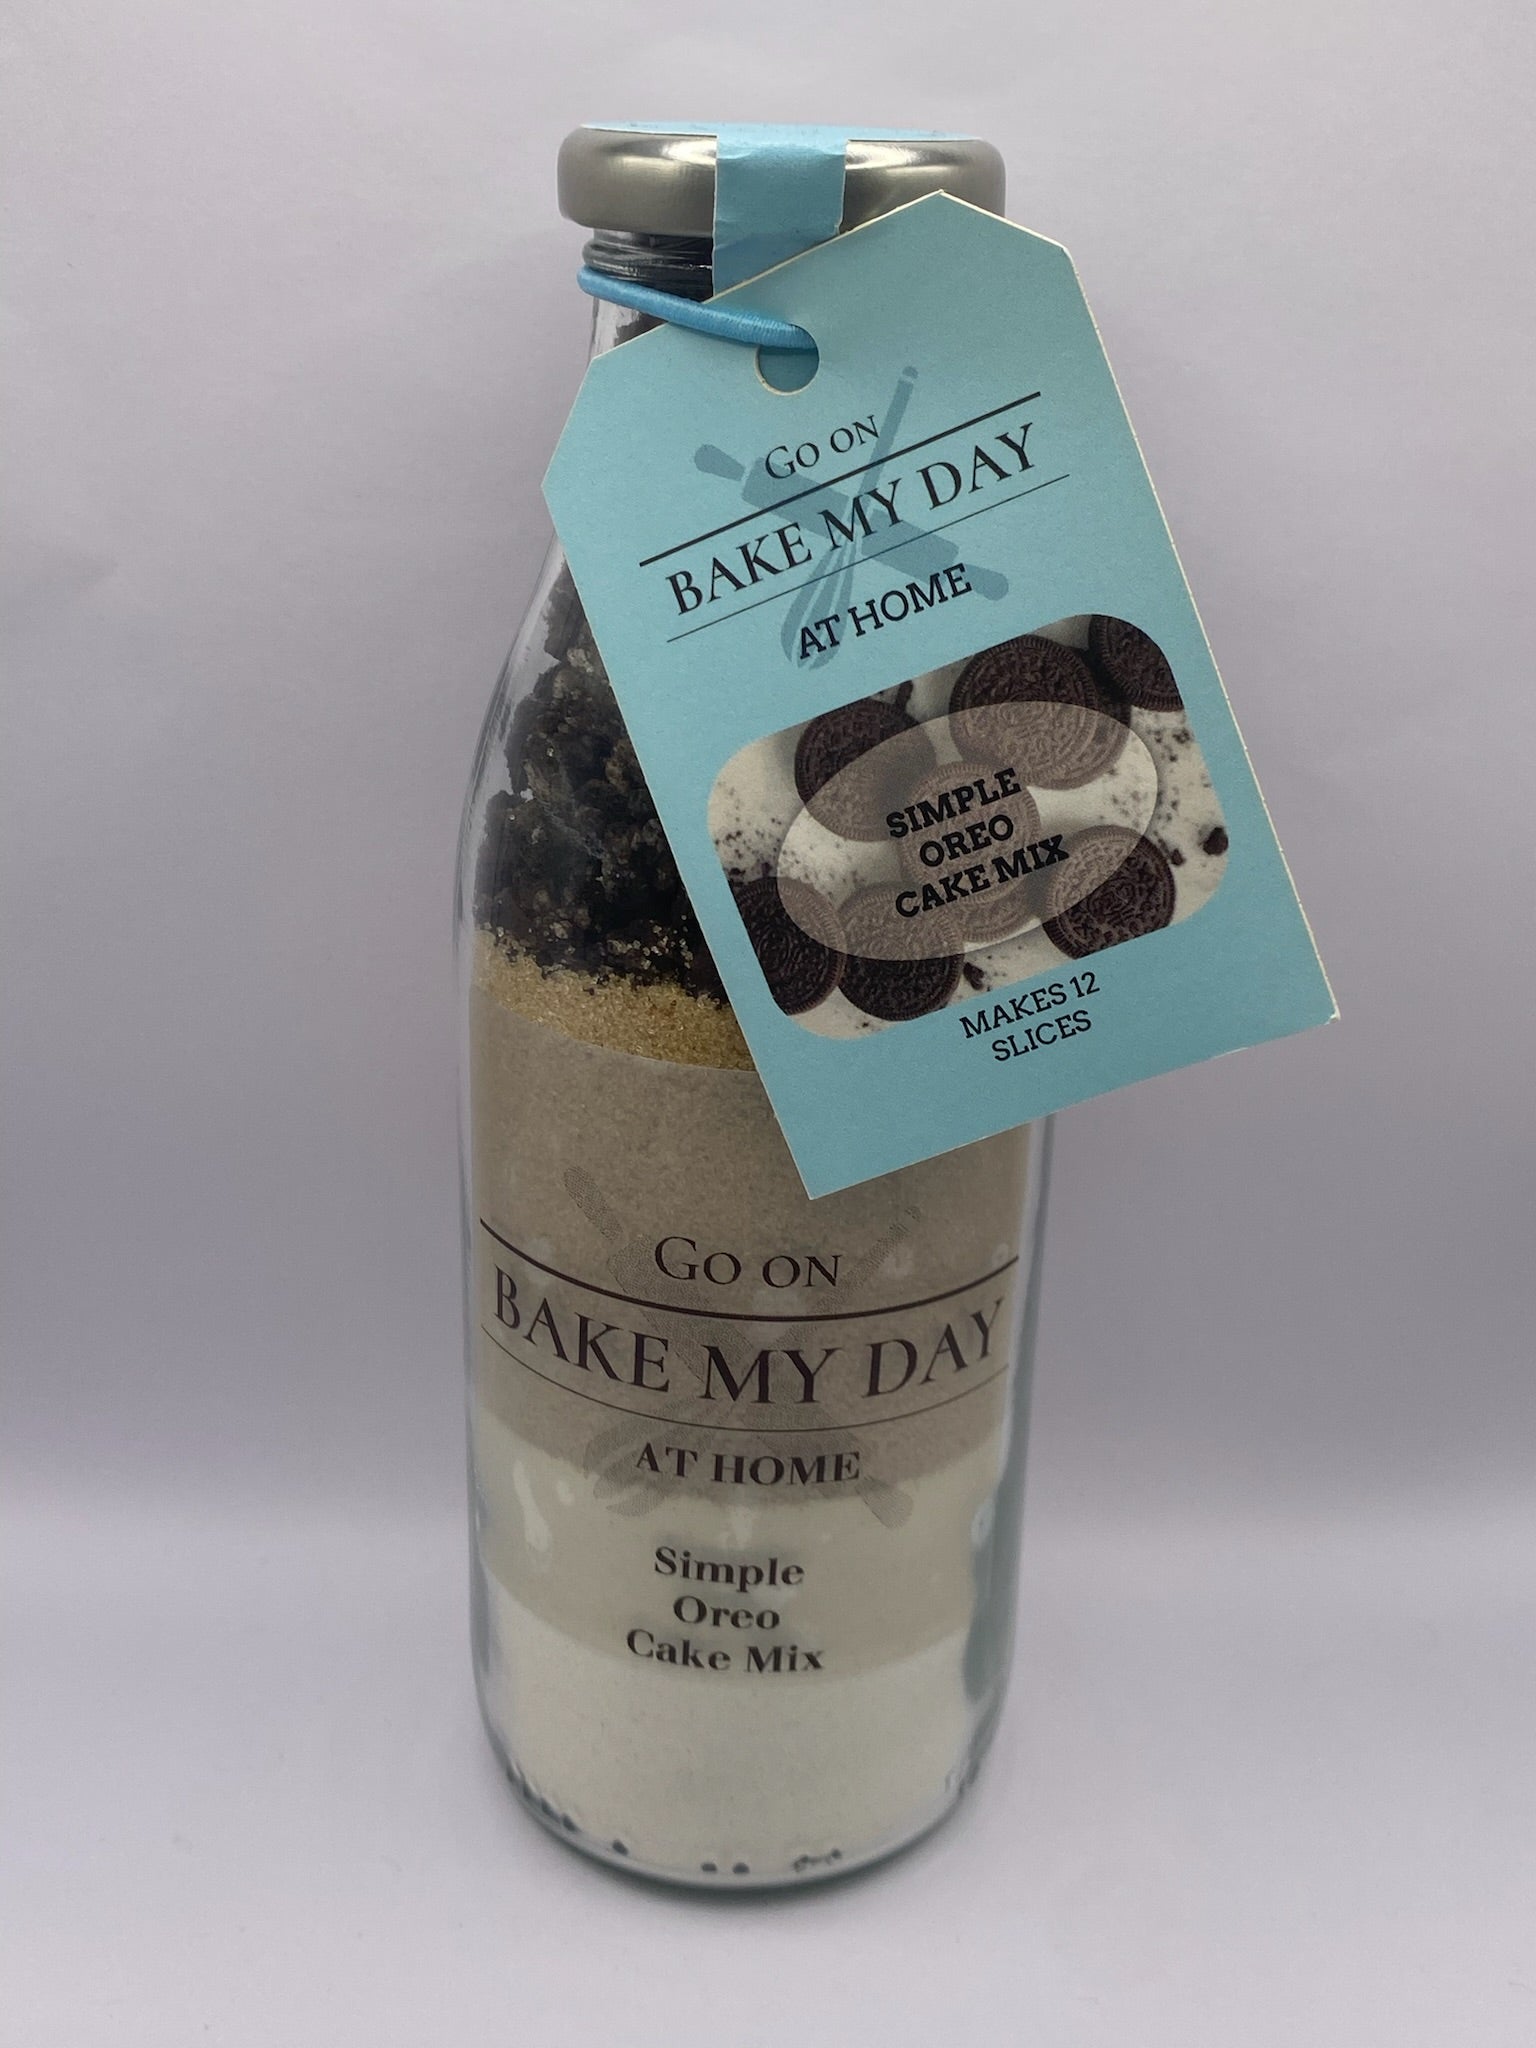 GO ON
BAKE MY DAY
AT HOME
SIMPLE
OREO
CAKE MIX
MAKES 12
SLICES
GO ON
BAKE MY DAY
AT HOME
Simple
Oreo
Cake Mix